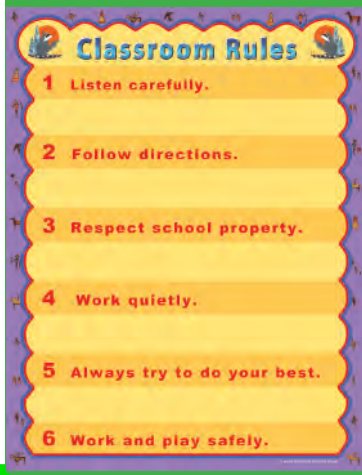 Classroom Rules
1 Listen carefully.
2 Follow directions.
3 Respect school property.
4 Work quietly.
5 Always try to do your best.
6 Work and play safely.